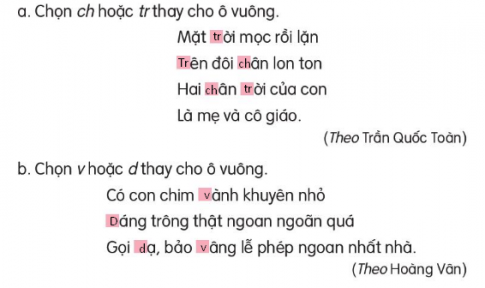 a. Chọn ch hoặc tr thay cho ô vuông.
Mặt trời mọc rồi lặn
Trên đôi chân lon ton
Hai chân trời của con
Là mẹ và cô giáo.
(Theo Trần Quốc Toàn)
b. Chọn v hoặc d thay cho ô vuông.
Có con chim vành khuyên nhỏ
Dáng trông thật ngoan ngoãn quá
Gọi dạ, bảo vâng lễ phép ngoan nhất nhà.
(Theo Hoàng Vân)